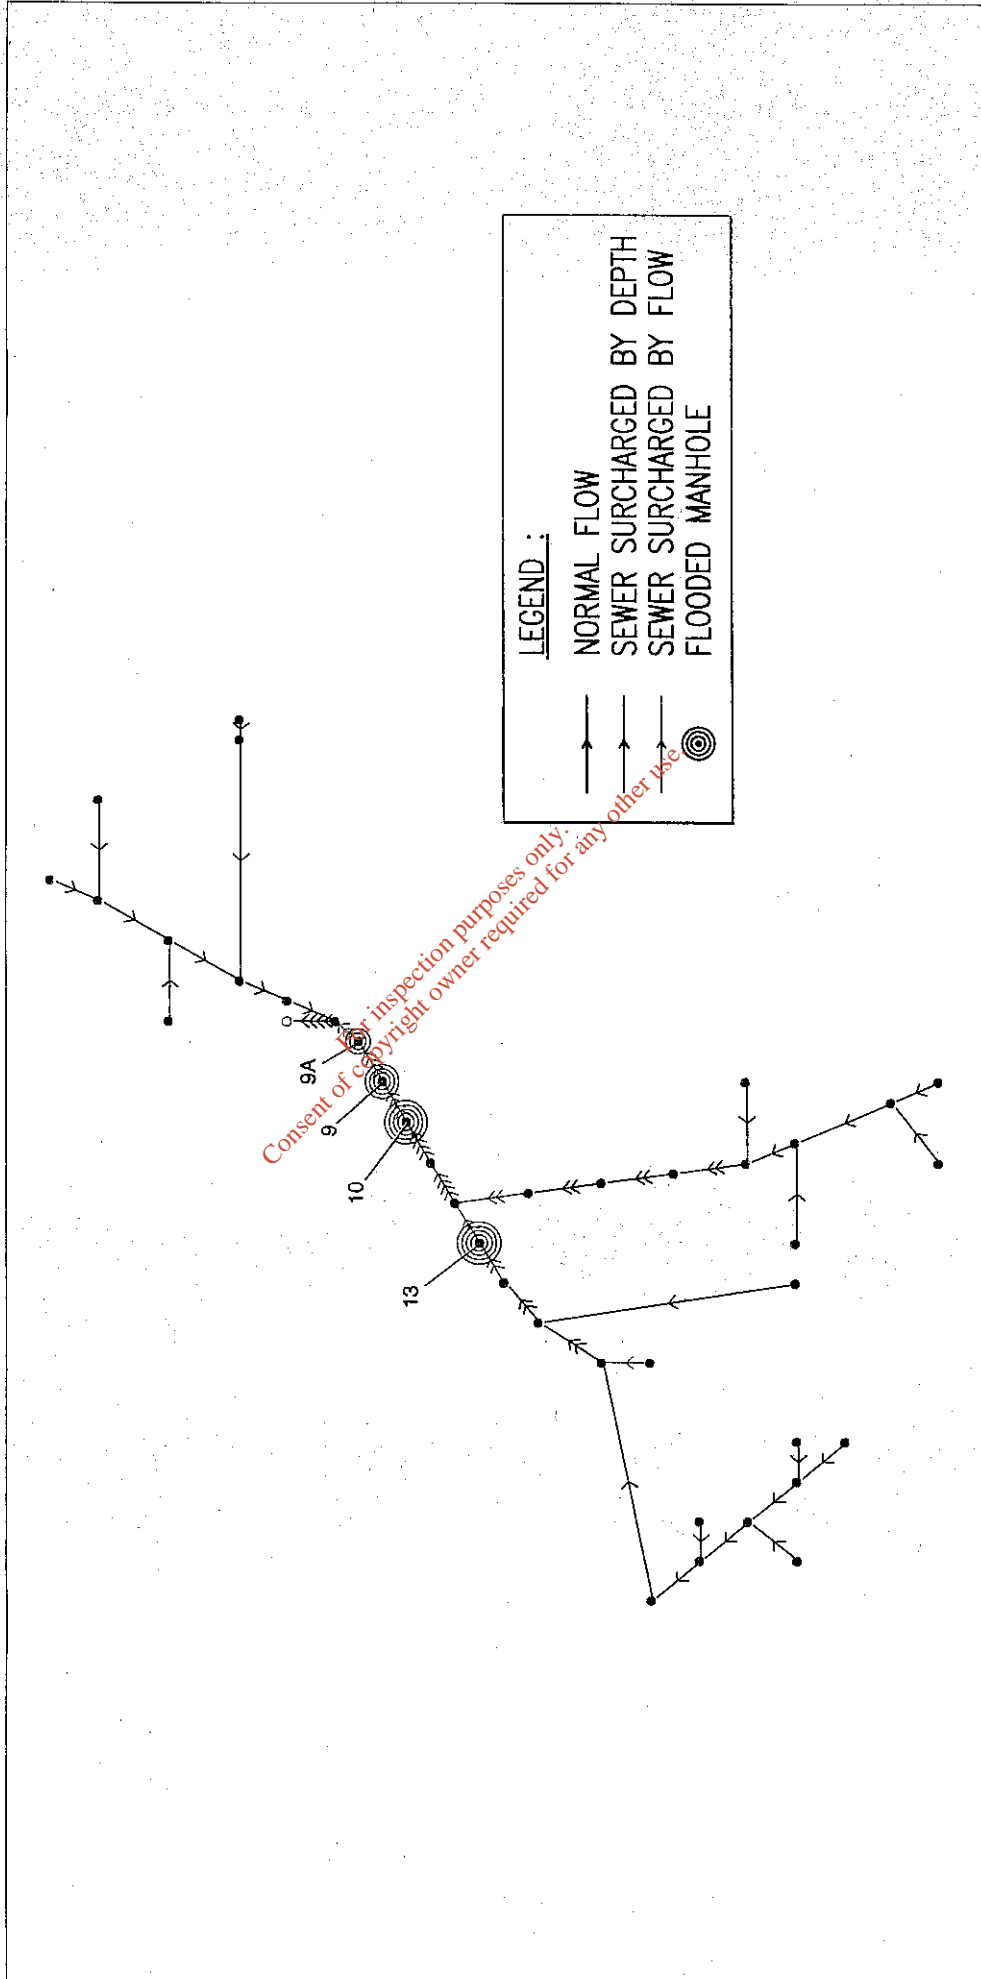 LEGEND :
NORMAL FLOW
SEWER SURCHARGED BY DEPTH
SEWER SURCHARGED BY FLOW
FLOODED MANHOLE
9A
9
10
13
For inspection purposes only.
Consent of copyright owner required for any other use.